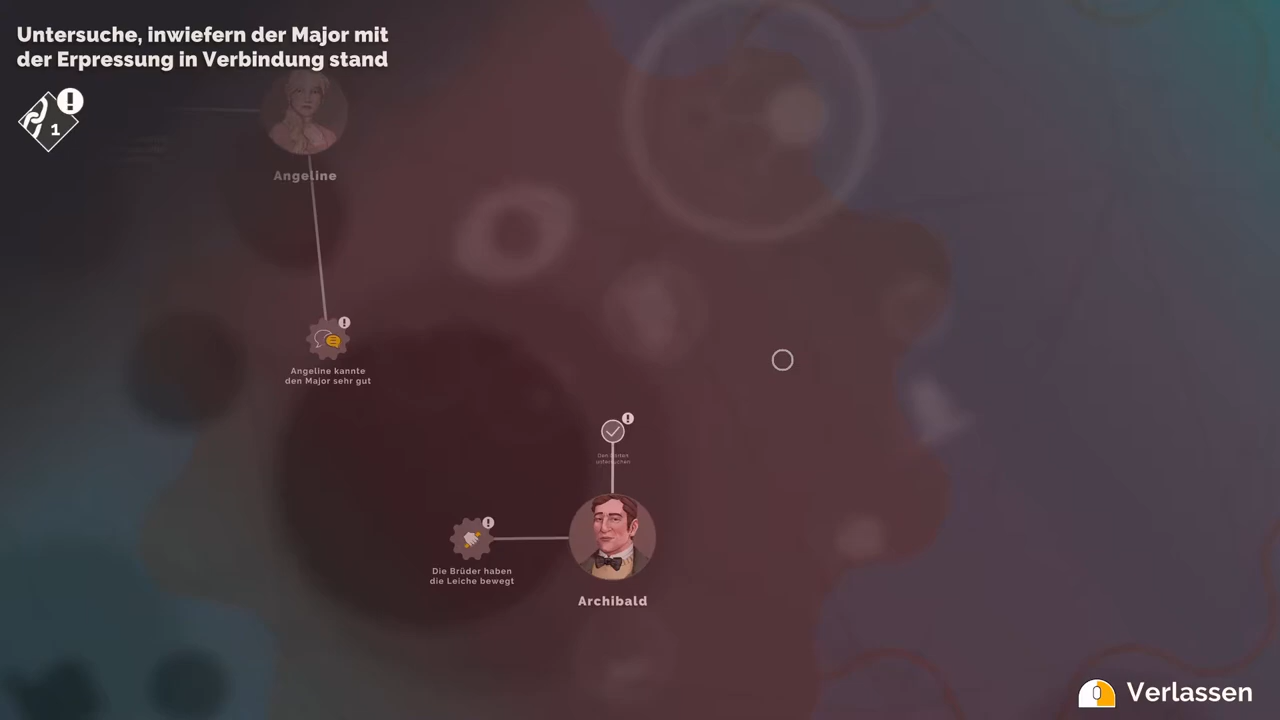 Untersuche, inwiefern der Major mit
der Erpressung in Verbindung stand
1
Angeline
Angeline kannte
den Major sehr gut
Die Brüder haben
die Leiche bewegt
Archibald
Verlassen